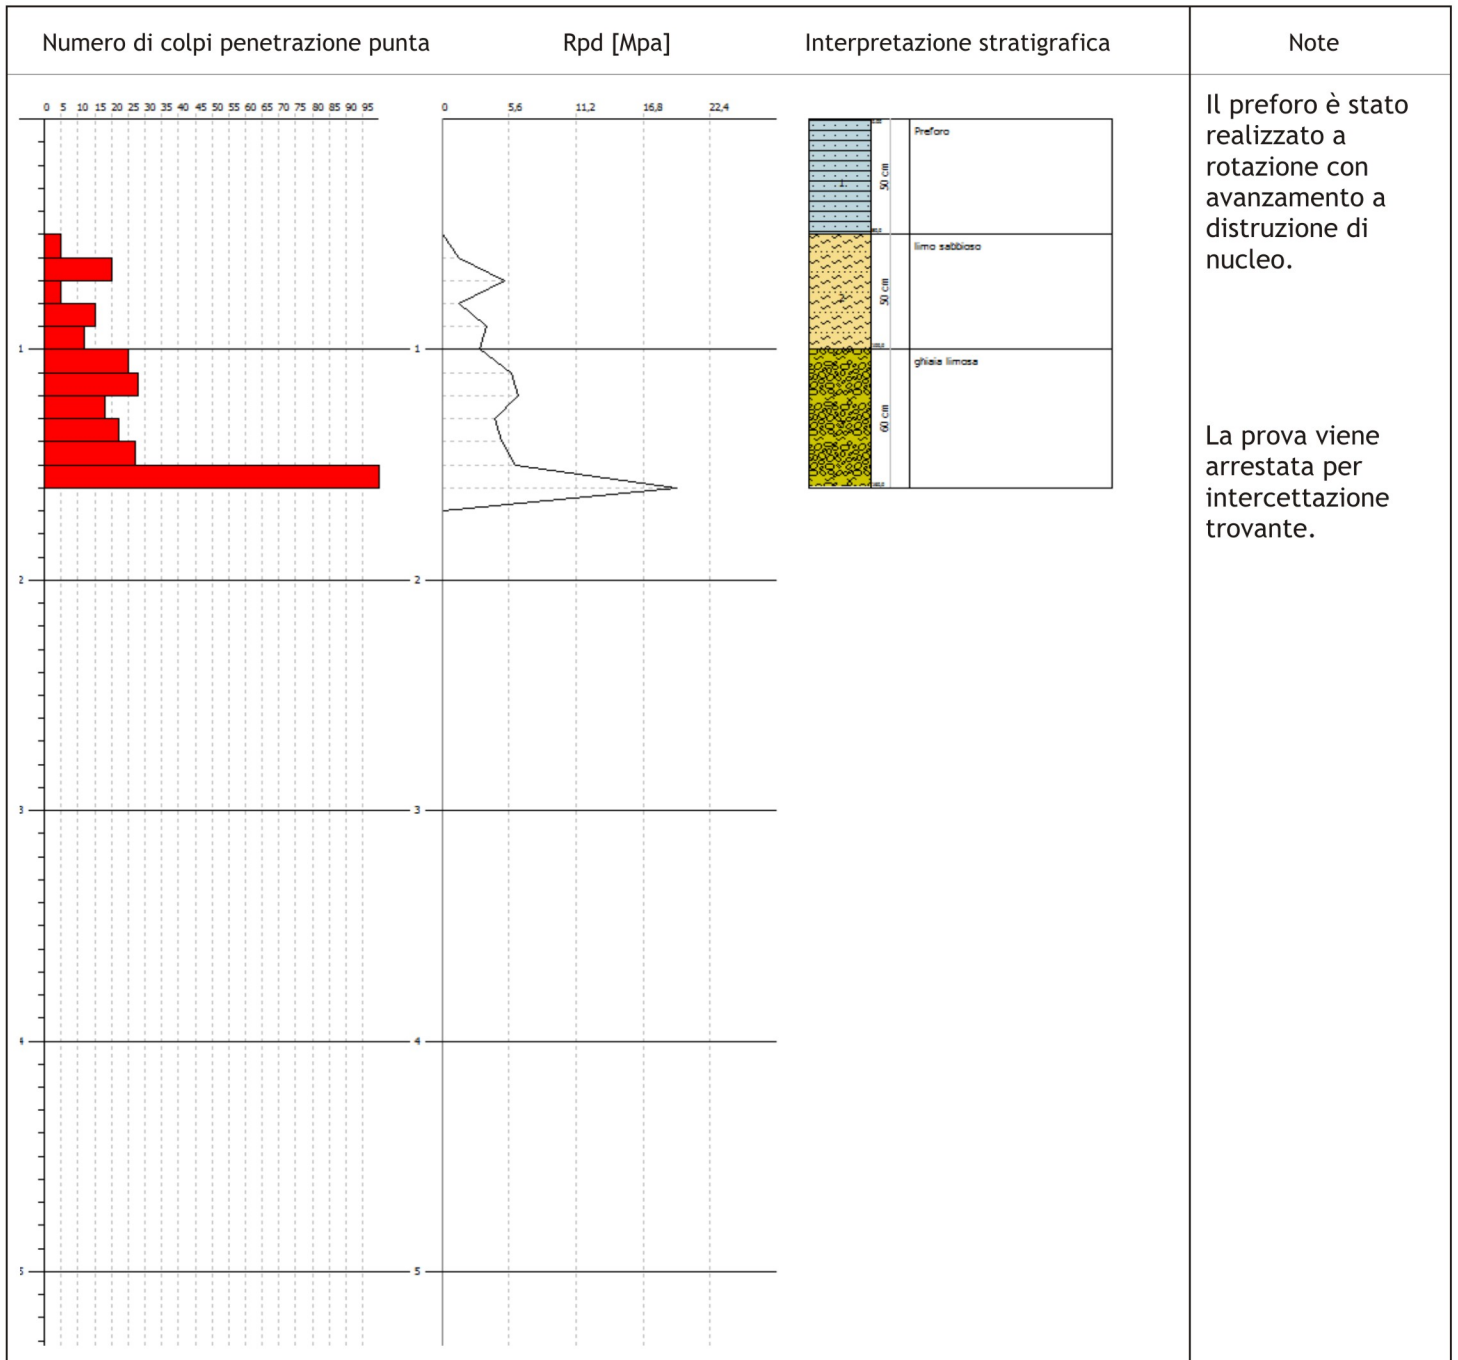 Numero di colpi penetrazione punta
Rpd [Mpa]
Interpretazione stratigrafica
Note
0 5 10 15 20 25 30 35 40 45 50 55 60 65 70 75 80 85 90 95
0 5,6 11,2 16,8 22,4
1
2
3
4
5
1
2
3
4
5
1
50 cm
Preforo
2
50 cm
limo sabbioso
60 cm
ghiaia limosa
Il preforo è stato
realizzato a
rotazione con
avanzamento a
distruzione di
nucleo.
La prova viene
arrestata per
intercettazione
trovante.